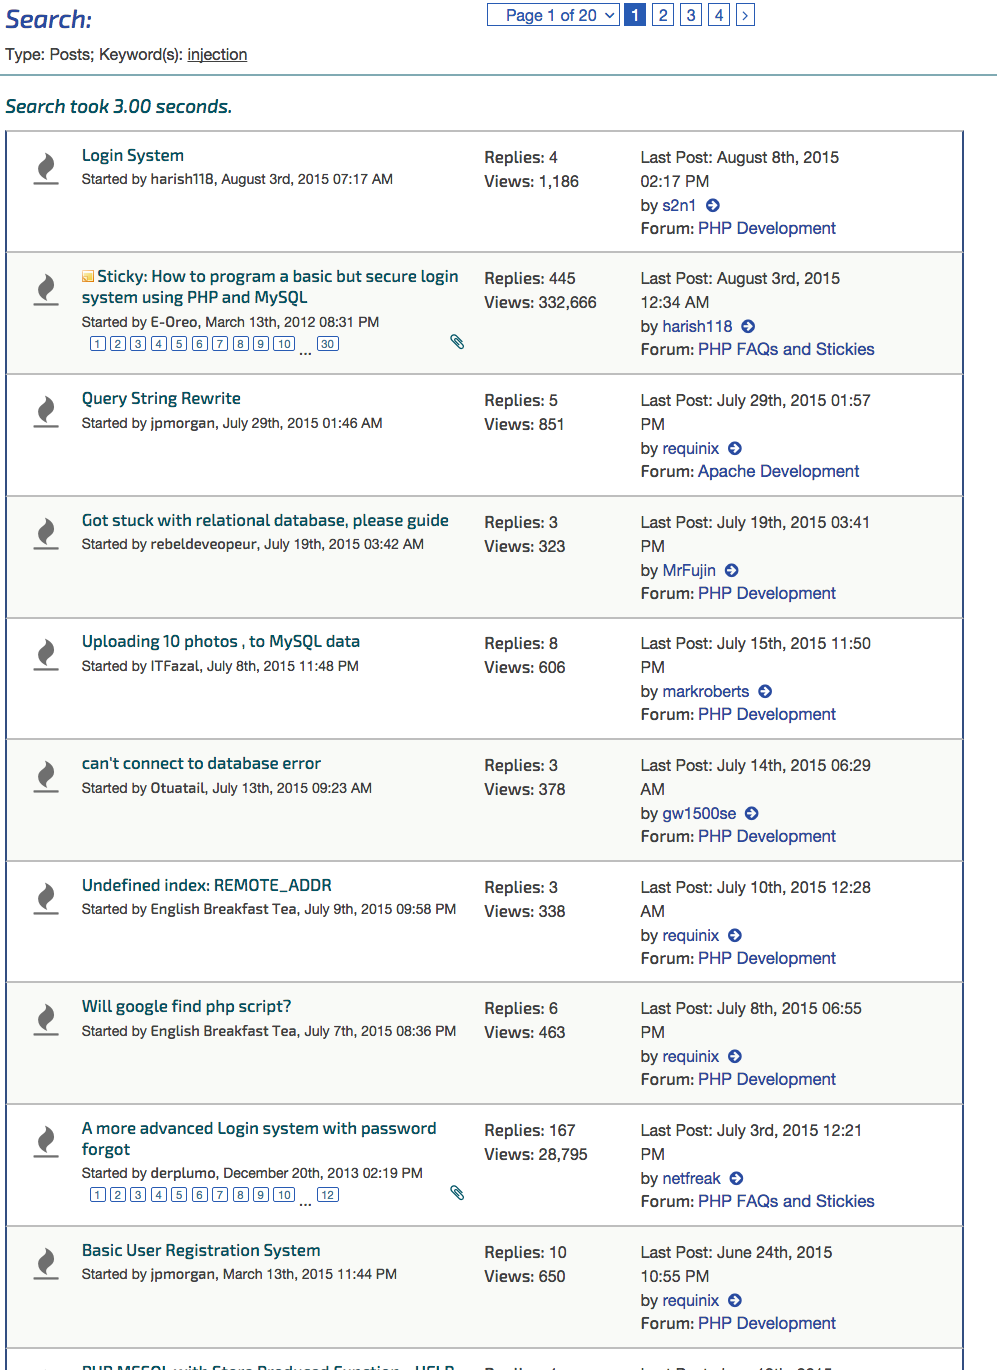 Search:
Page 1 of 20 1 2 3 4 >
Type: Posts; Keyword(s): injection
Search took 3.00 seconds.
Login System
Started by harish118, August 3rd, 2015 07:17 AM
Replies: 4
Views: 1,186
Last Post: August 8th, 2015
02:17 PM
by s2n1
Forum: PHP Development
Sticky: How to program a basic but secure login
system using PHP and MySQL
Started by E-Oreo, March 13th, 2012 08:31 PM
1 2 3 4 5 6 7 8 9 10 ... 30
Replies: 445
Views: 332,666
Last Post: August 3rd, 2015
12:34 AM
by harish118
Forum: PHP FAQs and Stickies
Query String Rewrite
Started by jpmorgan, July 29th, 2015 01:46 AM
Replies: 5
Views: 851
Last Post: July 29th, 2015 01:57
PM
by requinix
Forum: Apache Development
Got stuck with relational database, please guide
Started by rebeldeveopeur, July 19th, 2015 03:42 AM
Replies: 3
Views: 323
Last Post: July 19th, 2015 03:41
PM
by MrFujin
Forum: PHP Development
Uploading 10 photos , to MySQL data
Started by ITFazal, July 8th, 2015 11:48 PM
Replies: 8
Views: 606
Last Post: July 15th, 2015 11:50
PM
by markroberts
Forum: PHP Development
can't connect to database error
Started by Otuatail, July 13th, 2015 09:23 AM
Replies: 3
Views: 378
Last Post: July 14th, 2015 06:29
AM
by gw1500se
Forum: PHP Development
Undefined index: REMOTE_ADDR
Started by English Breakfast Tea, July 9th, 2015 09:58 PM
Replies: 3
Views: 338
Last Post: July 10th, 2015 12:28
AM
by requinix
Forum: PHP Development
Will google find php script?
Started by English Breakfast Tea, July 7th, 2015 08:36 PM
Replies: 6
Views: 463
Last Post: July 8th, 2015 06:55
PM
by requinix
Forum: PHP Development
A more advanced Login system with password
forgot
Started by derplumo, December 20th, 2013 02:19 PM
1 2 3 4 5 6 7 8 9 10 ... 12
Replies: 167
Views: 28,795
Last Post: July 3rd, 2015 12:21
PM
by netfreak
Forum: PHP FAQs and Stickies
Basic User Registration System
Started by jpmorgan, March 13th, 2015 11:44 PM
Replies: 10
Views: 650
Last Post: June 24th, 2015
10:55 PM
by requinix
Forum: PHP Development